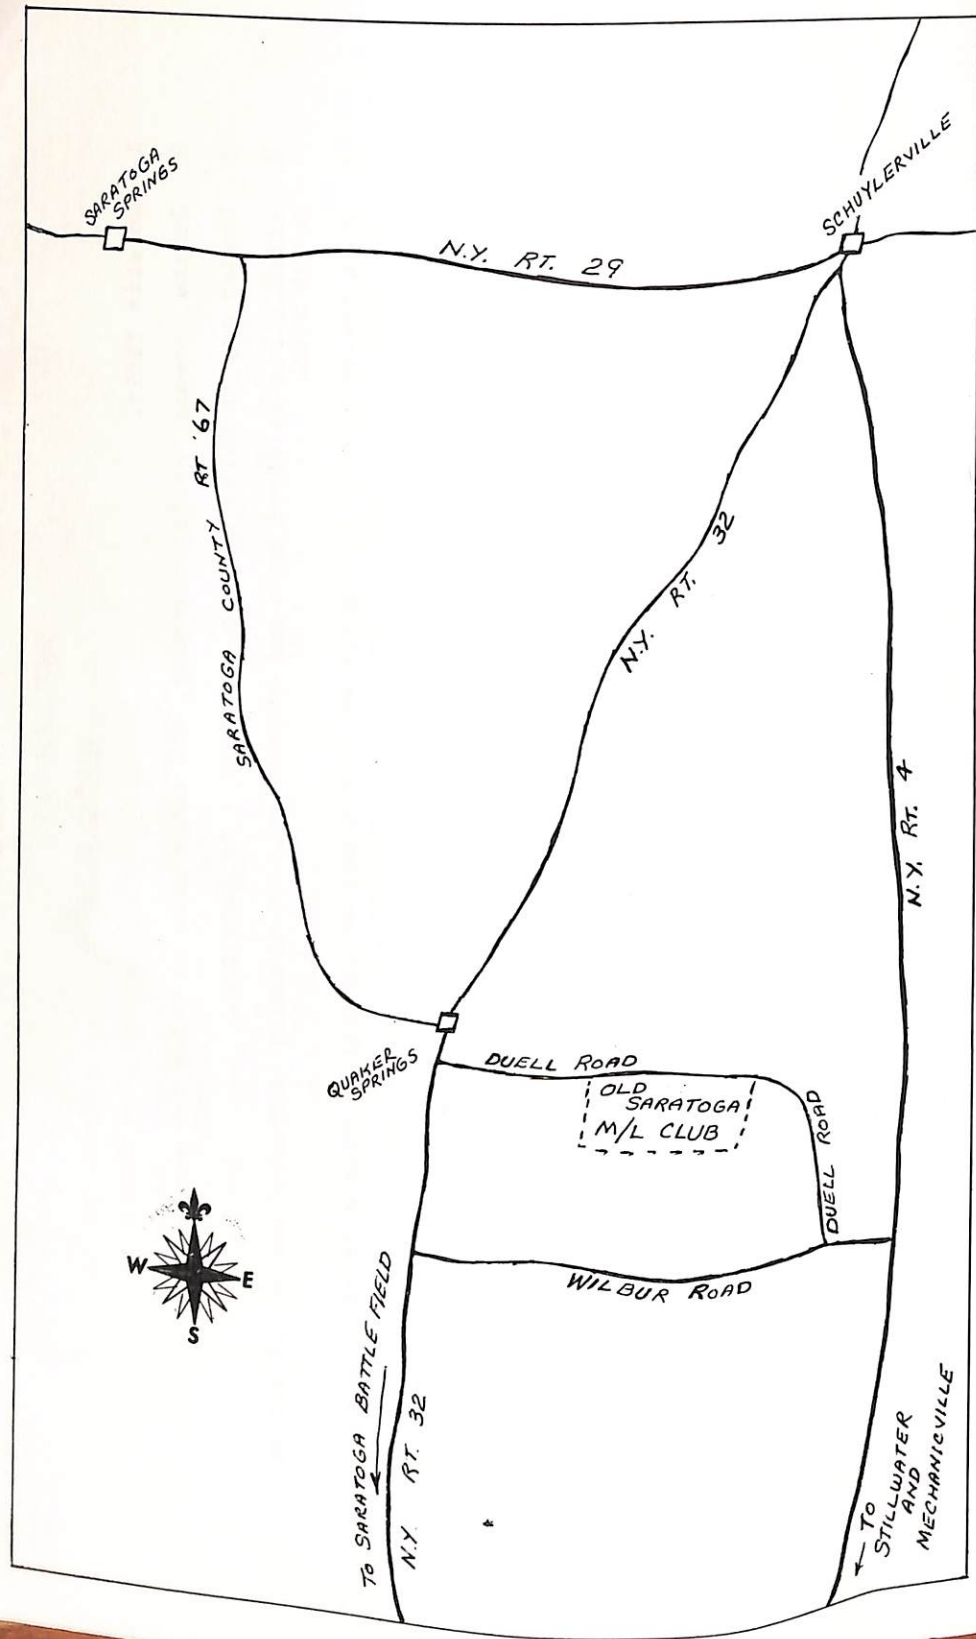 SARATOGA
SPRINGS
SCHUYLERVILLE
N.Y. RT. 29
SARATOGA COUNTY RT '67
N.Y. RT. 32
N.Y. RT. 4
QUAKER
SPRINGS
DUELL ROAD
OLD
SARATOGA
M/L CLUB
DUELL ROAD
WILBUR ROAD
W
E
S
TO SARATOGA BATTLE FIELD
N.Y. RT. 32
TO
STILLWATER
AND
MECHANICVILLE